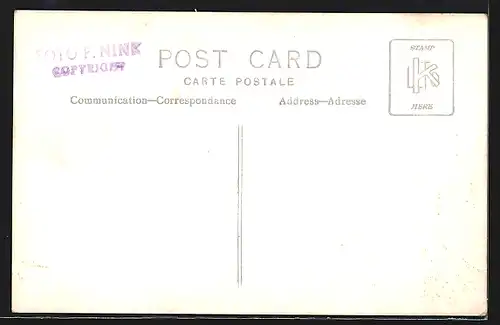 FOTO F. NINK
COPYRIGHT
POST CARD
CARTE POSTALE
Communication—Correspondance
Address—Adresse
STAMP
K
HERE